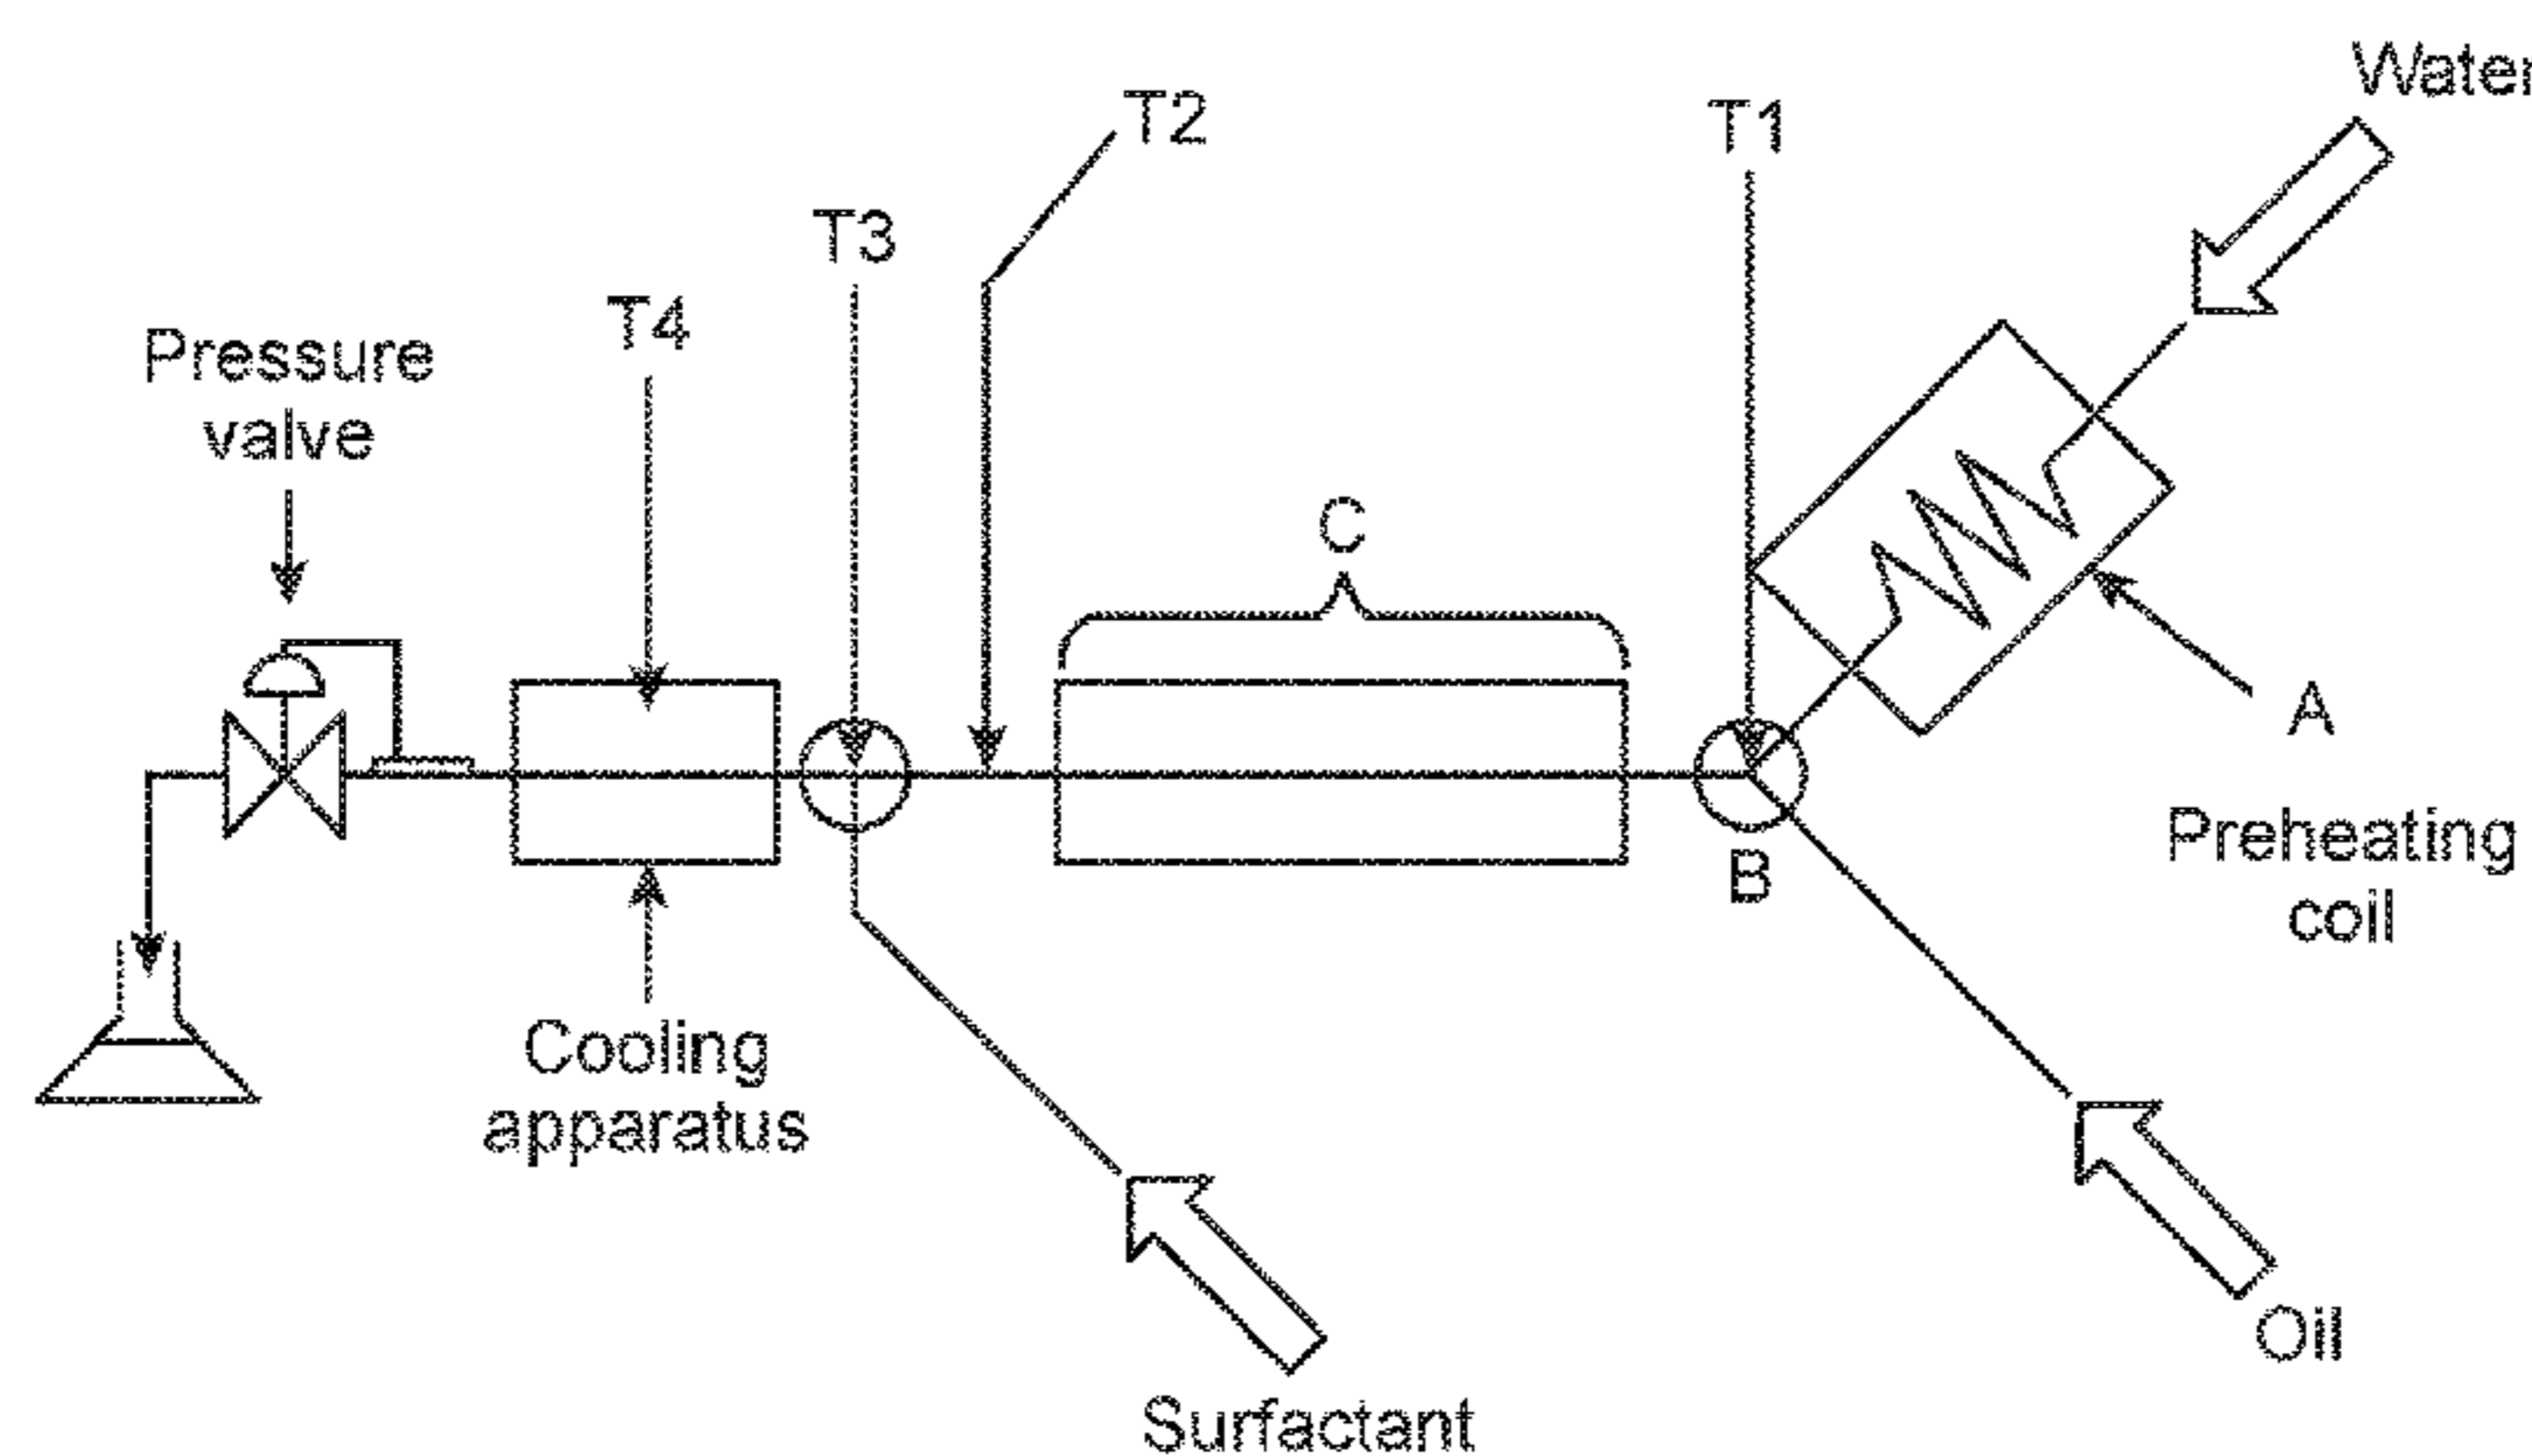 Water
T2
T1
T3
T4
Pressure
valve
C
A
B
Preheating
coil
Cooling
apparatus
Oil
Surfactant